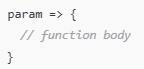 param => {
  // function body
}